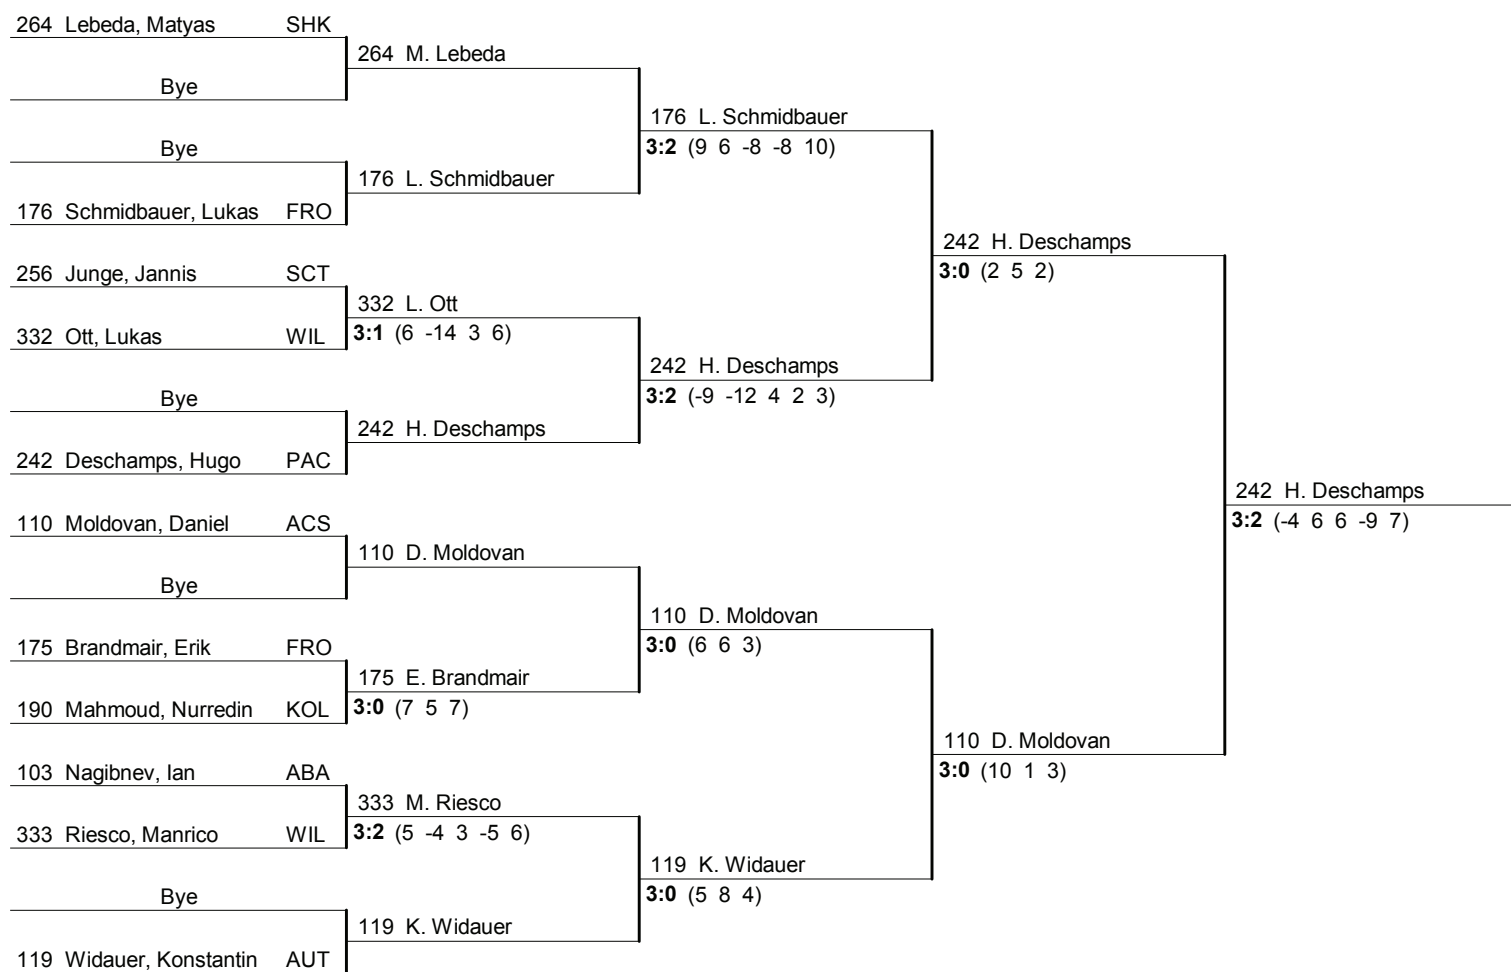 264 Lebeda, Matyas SHK
264 M. Lebeda
Bye
176 L. Schmidbauer
3:2 (9 6 -8 -8 10)
Bye
176 L. Schmidbauer
176 Schmidbauer, Lukas FRO
242 H. Deschamps
3:0 (2 5 2)
256 Junge, Jannis SCT
332 L. Ott
332 Ott, Lukas WIL
3:1 (6 -14 3 6)
242 H. Deschamps
3:2 (-9 -12 4 2 3)
Bye
242 H. Deschamps
242 Deschamps, Hugo PAC
242 H. Deschamps
3:2 (-4 6 6 -9 7)
110 Moldovan, Daniel ACS
110 D. Moldovan
Bye
110 D. Moldovan
3:0 (6 6 3)
175 Brandmair, Erik FRO
175 E. Brandmair
190 Mahmoud, Nurredin KOL
3:0 (7 5 7)
110 D. Moldovan
3:0 (10 1 3)
103 Nagibnev, Ian ABA
333 M. Riesco
333 Riesco, Manrico WIL
3:2 (5 -4 3 -5 6)
119 K. Widauer
3:0 (5 8 4)
Bye
119 K. Widauer
119 Widauer, Konstantin AUT